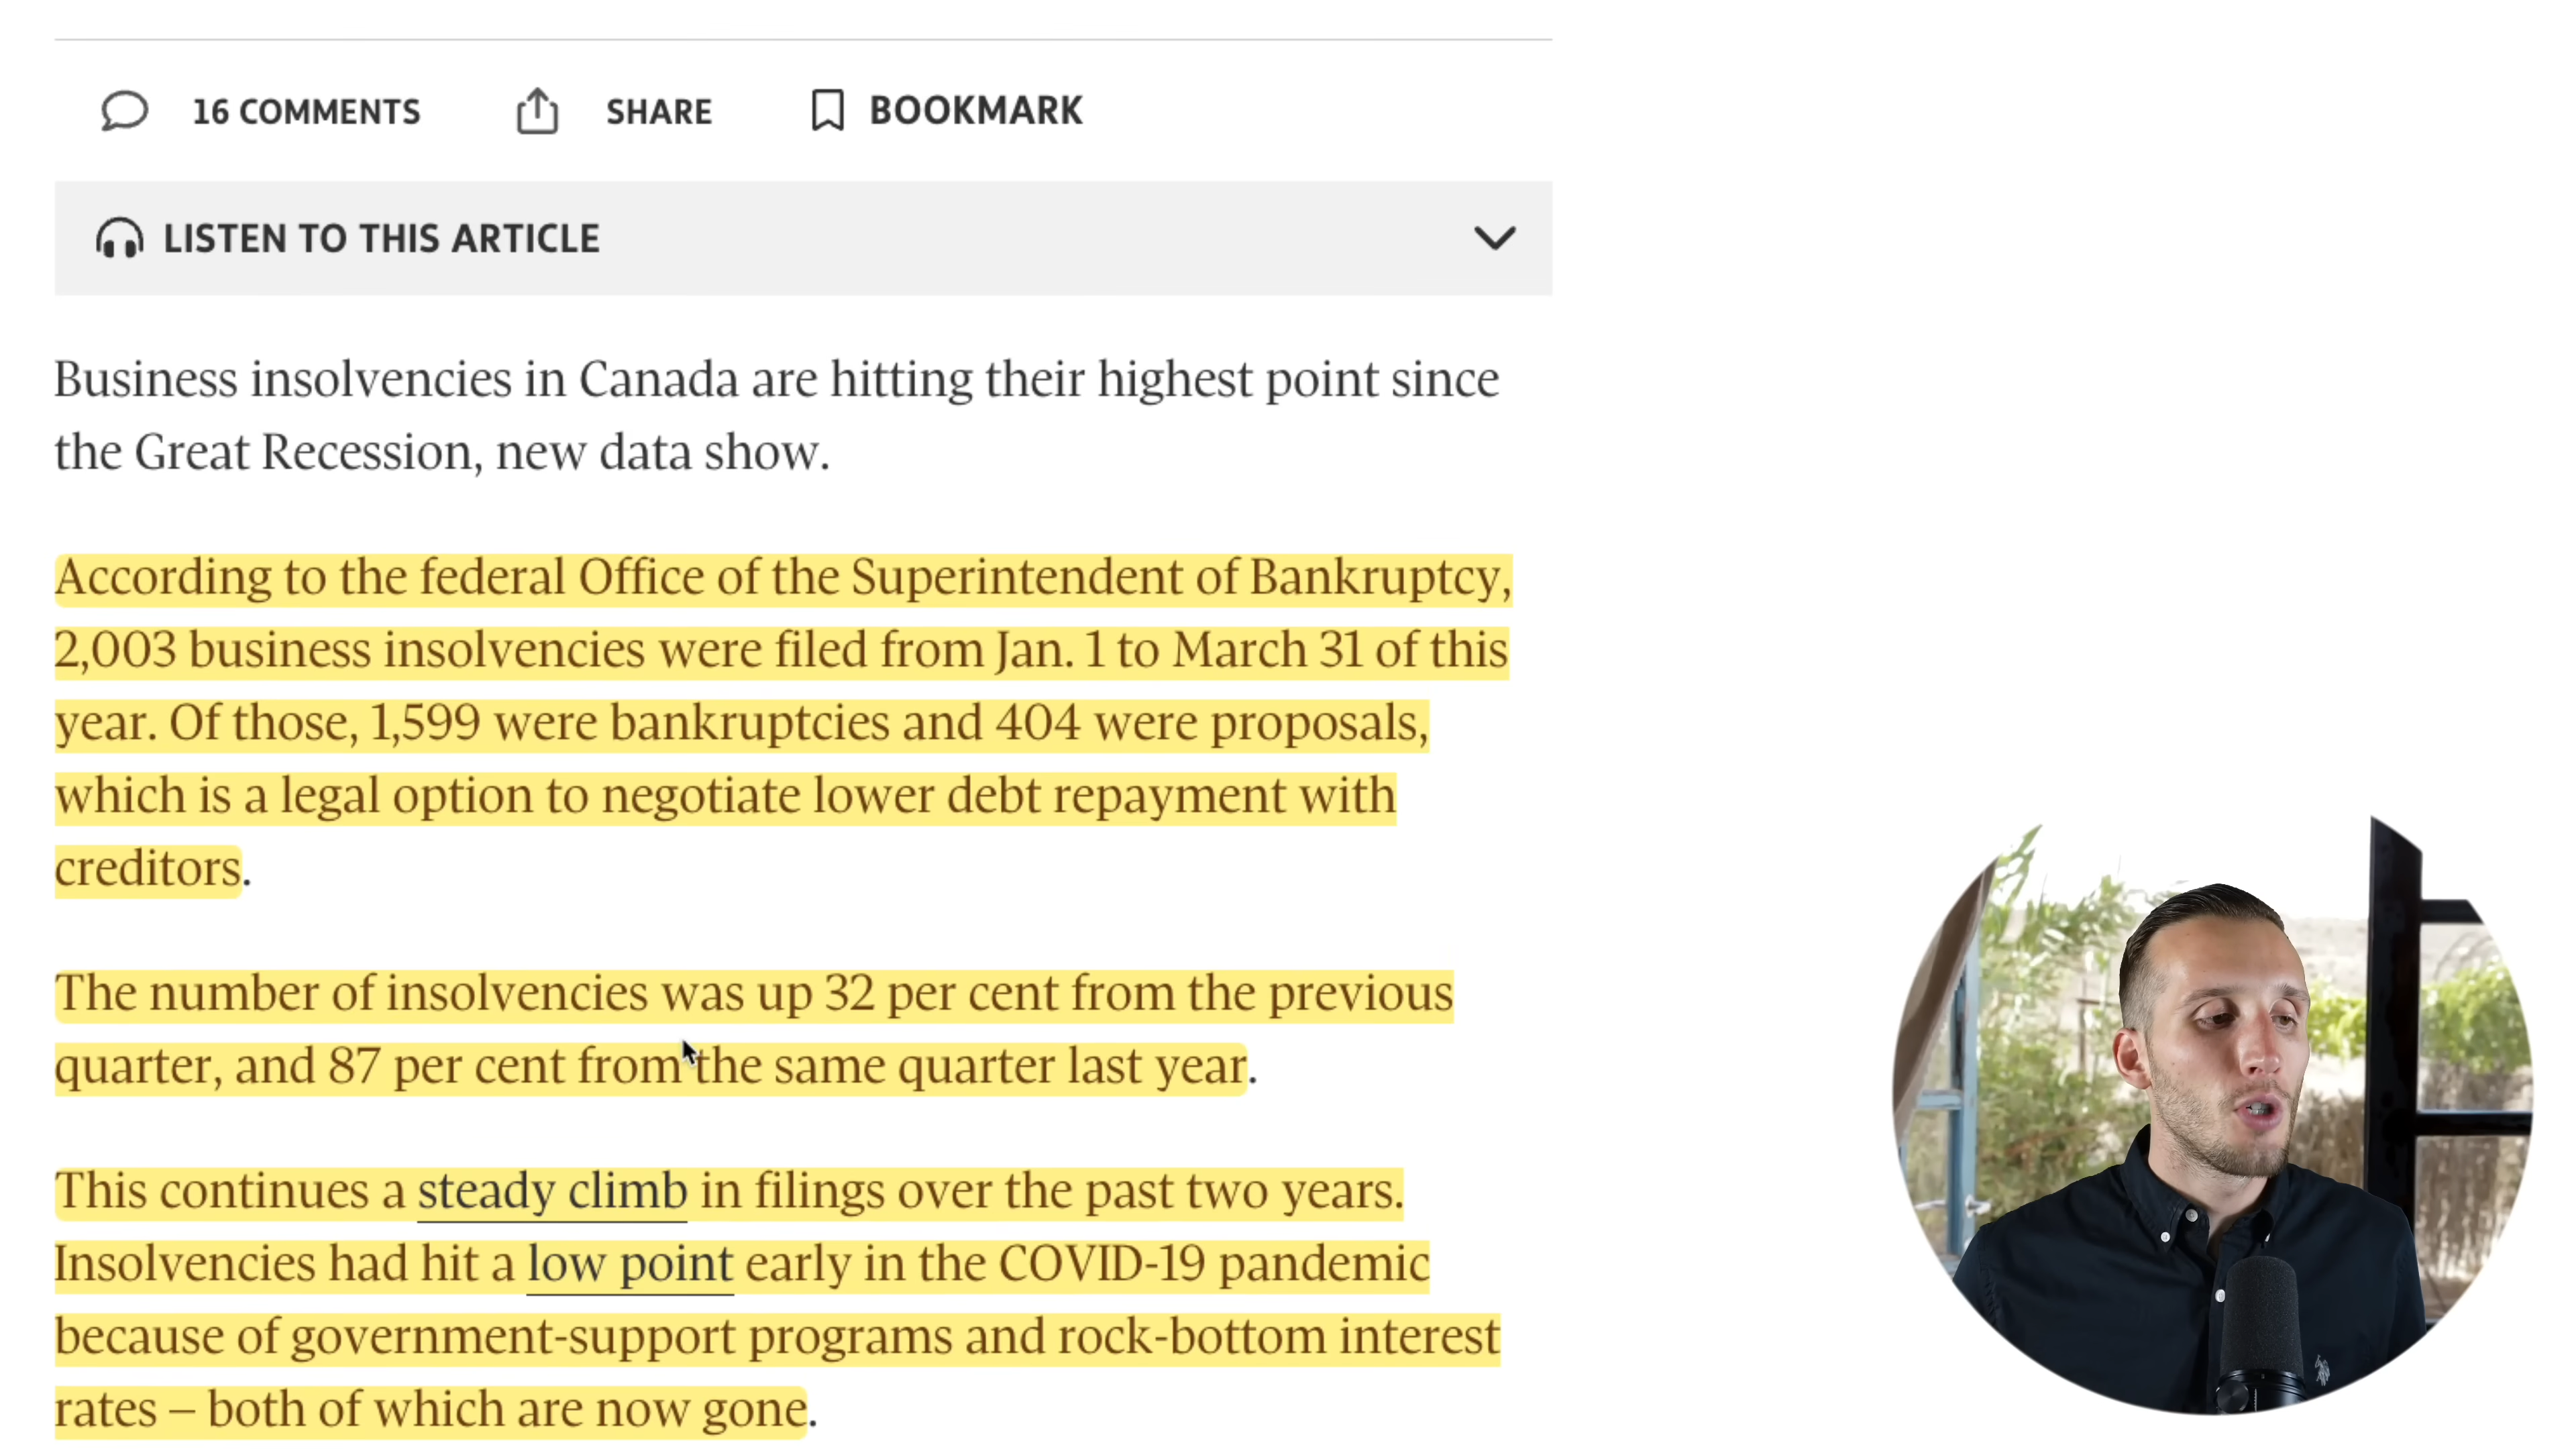 16 COMMENTS SHARE BOOKMARK
LISTEN TO THIS ARTICLE
Business insolvencies in Canada are hitting their highest point since
the Great Recession, new data show.
According to the federal Office of the Superintendent of Bankruptcy,
2,003 business insolvencies were filed from Jan. 1 to March 31 of this
year. Of those, 1,599 were bankruptcies and 404 were proposals,
which is a legal option to negotiate lower debt repayment with
creditors.
The number of insolvencies was up 32 per cent from the previous
quarter, and 87 per cent from the same quarter last year.
This continues a steady climb in filings over the past two years.
Insolvencies had hit a low point early in the COVID-19 pandemic
because of government-support programs and rock-bottom interest
rates – both of which are now gone.